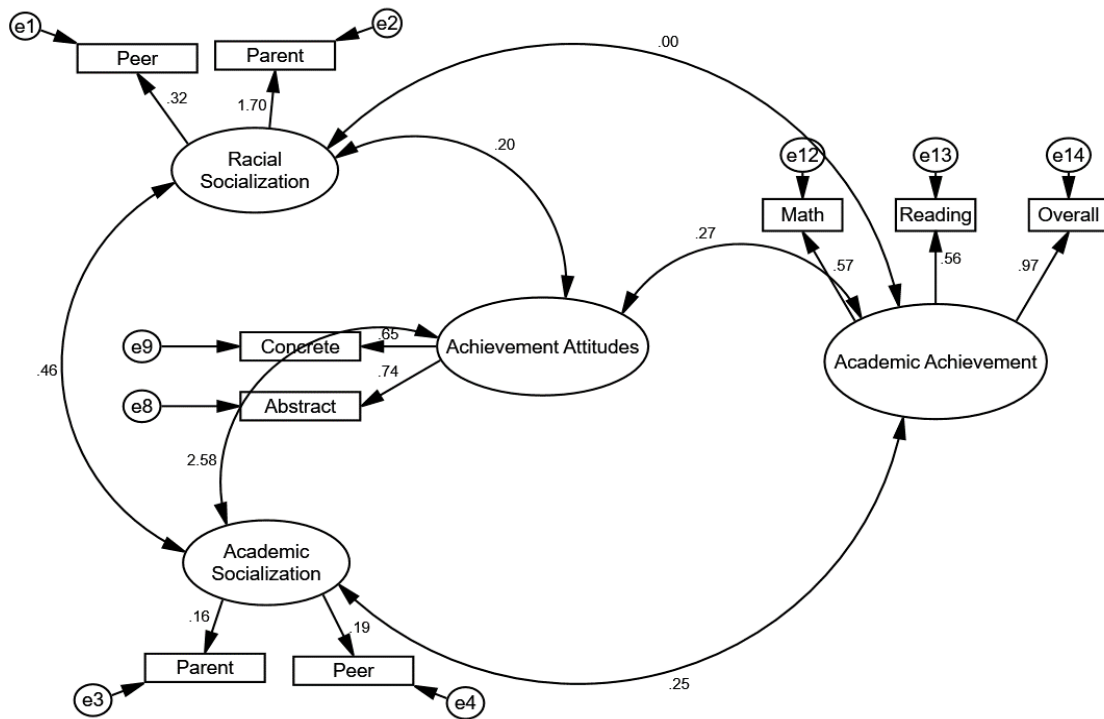 e1
e2
.00
Peer
Parent
.32
1.70
.20
Racial
Socialization
e12
e13
e14
Math
Reading
Overall
.27
.57
.56
.97
e9
Concrete
.65
Achievement Attitudes
Academic Achievement
.46
.74
e8
Abstract
2.58
Academic
Socialization
.16
.19
Parent
Peer
.25
e3
e4